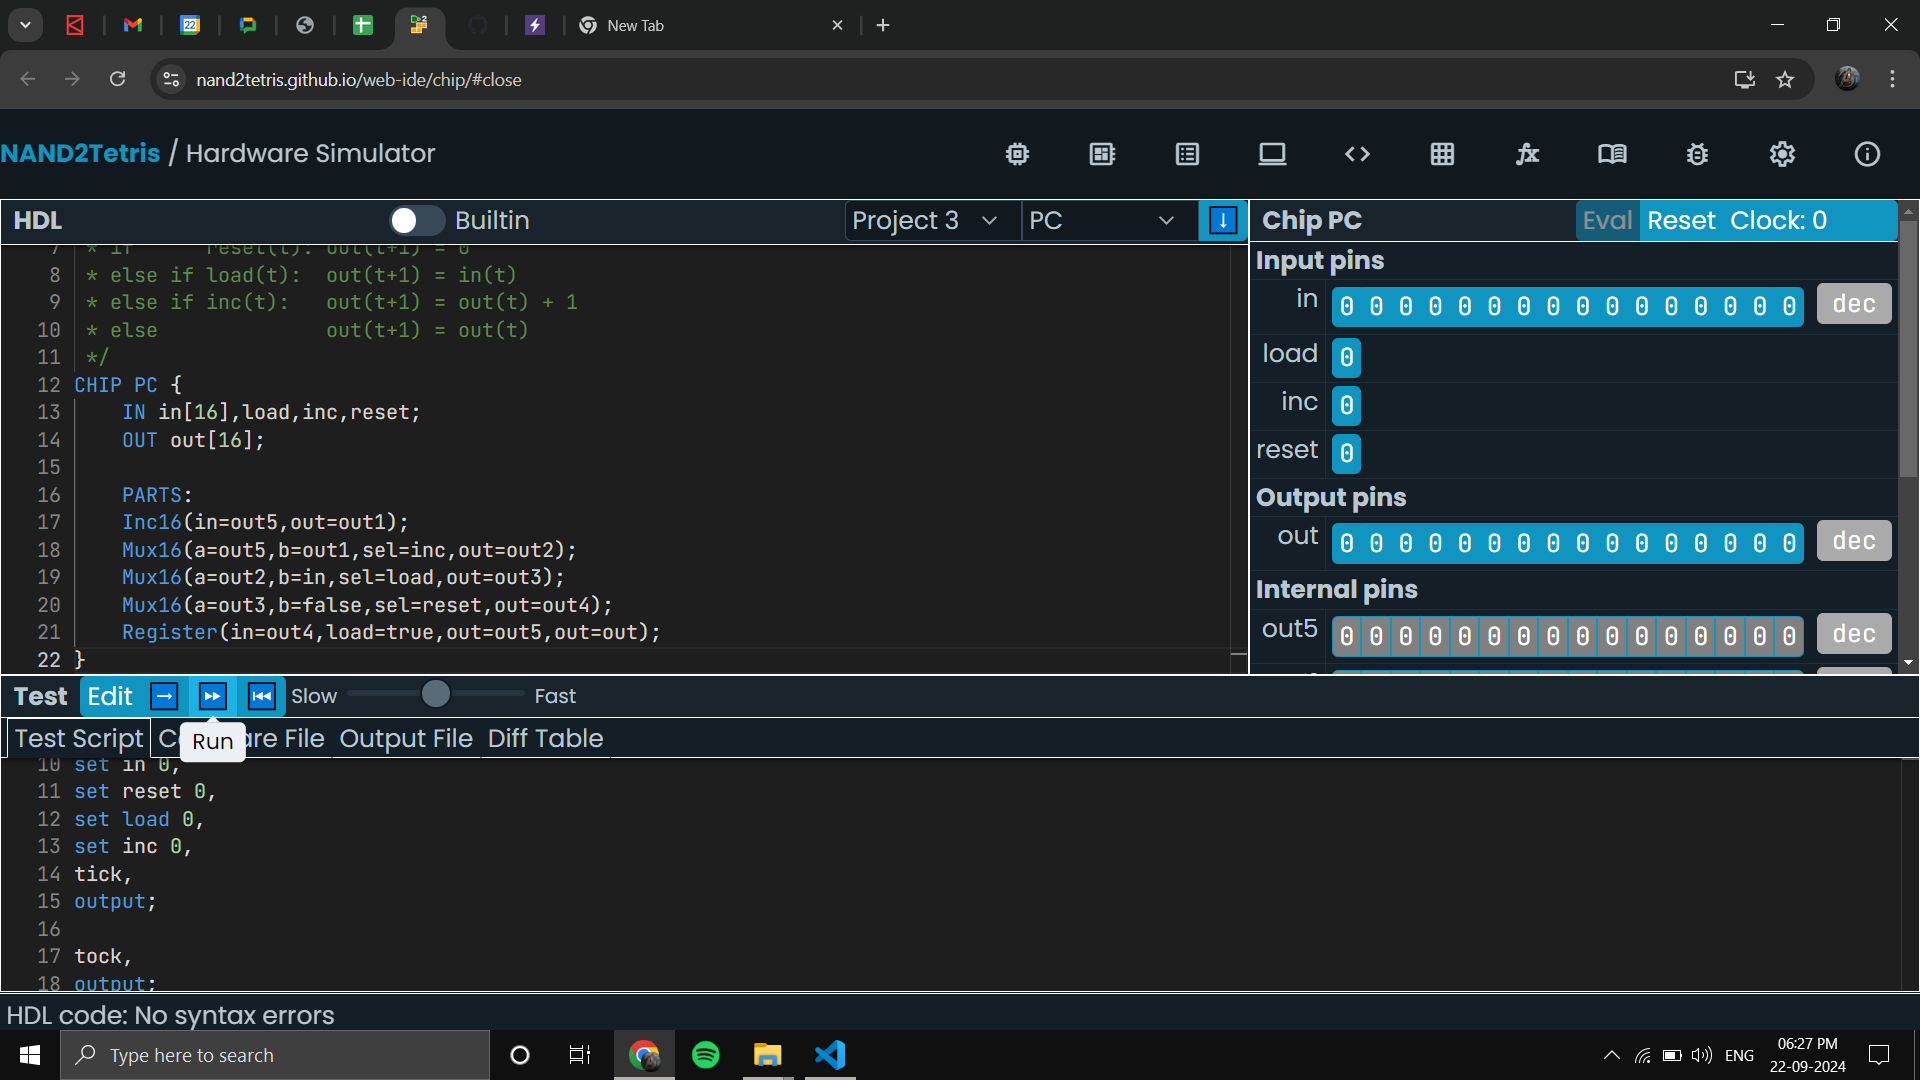 22
2
New Tab
nand2tetris.github.io/web-ide/chip/#close
NAND2Tetris / Hardware Simulator
HDL
Builtin
Project 3
PC
7 * if      reset(t): out(t+1) = 0
8 * else if load(t):  out(t+1) = in(t)
9 * else if inc(t):   out(t+1) = out(t) + 1
10 * else              out(t+1) = out(t)
11 */
12 CHIP PC {
13     IN in[16],load,inc,reset;
14     OUT out[16];
15
16     PARTS:
17     Inc16(in=out5,out=out1);
18     Mux16(a=out5,b=out1,sel=inc,out=out2);
19     Mux16(a=out2,b=in,sel=load,out=out3);
20     Mux16(a=out3,b=false,sel=reset,out=out4);
21     Register(in=out4,load=true,out=out5,out=out);
22 }
Chip PC
Eval Reset Clock: 0
Input pins
in 0 0 0 0 0 0 0 0 0 0 0 0 0 0 0 0 dec
load 0
inc 0
reset 0
Output pins
out 0 0 0 0 0 0 0 0 0 0 0 0 0 0 0 0 dec
Internal pins
out5 0 0 0 0 0 0 0 0 0 0 0 0 0 0 0 0 dec
Test Edit Slow Fast
Test Script C are File Output File Diff Table
Run
10 set in 0,
11 set reset 0,
12 set load 0,
13 set inc 0,
14 tick,
15 output;
16
17 tock,
18 output;
HDL code: No syntax errors
Type here to search
ENG
06:27 PM
22-09-2024